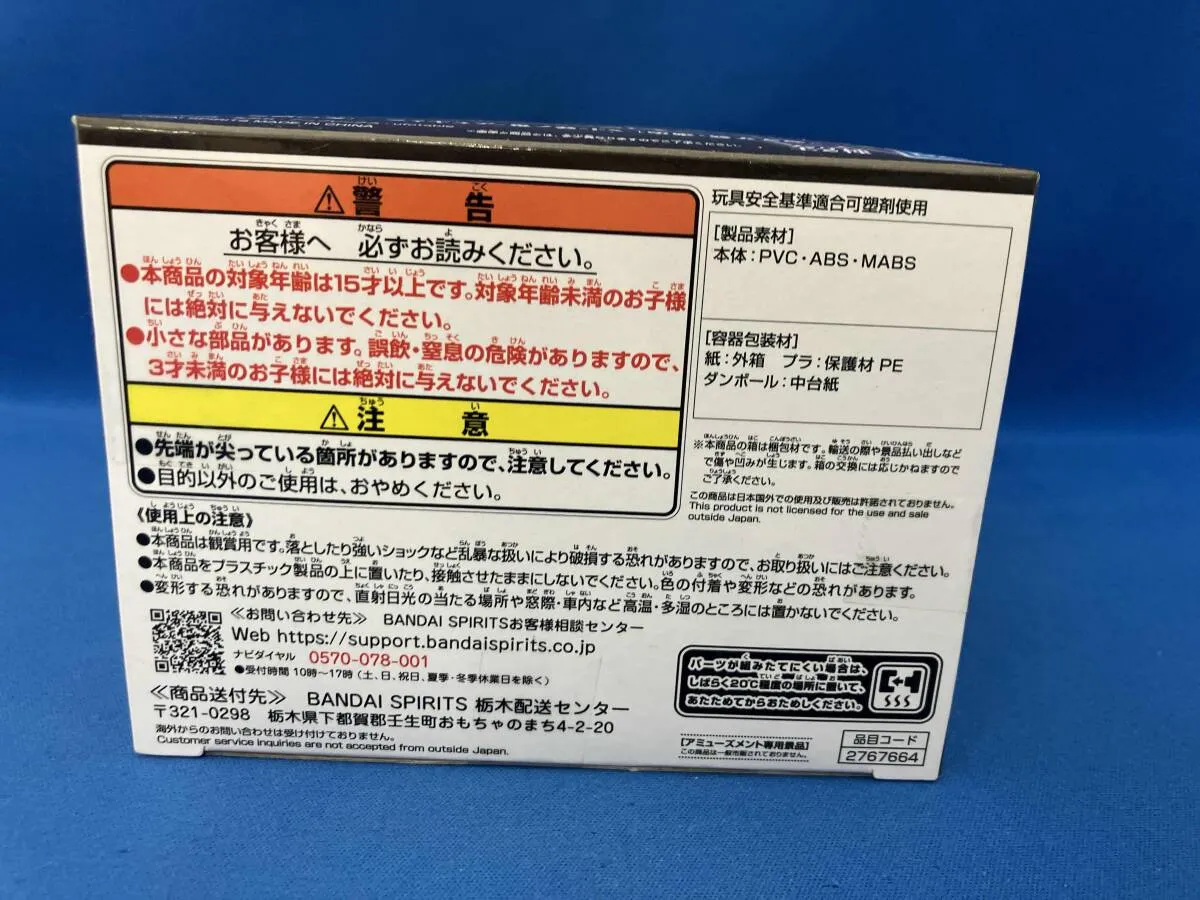 ⚠警告
お客様へ 必ずお読みください。
●本商品の対象年齢は15才以上です。対象年齢未満のお子様
には絶対に与えないでください。
●小さな部品があります。誤飲・窒息の危険がありますので、
3才未満のお子様には絶対に与えないでください。
⚠注意
●先端が尖っている箇所がありますので、注意してください。
●目的以外のご使用は、おやめください。
玩具安全基準適合可塑剤使用
[製品素材]
本体:PVC・ABS・MABS
[容器包装材]
紙:外箱 プラ:保護材 PE
ダンボール:中台紙
※本商品の箱は梱包材です。輸送の際や景品払い出しなど
で傷や凹みが生じます。箱の交換には応じかねますので
ご了承ください。
この商品は日本国外での使用及び販売は許諾されておりません。
This product is not licensed for the use and sale
outside Japan.
《使用上の注意》
●本商品は観賞用です。落としたり強いショックなど乱暴な扱いにより破損する恐れがありますので、お取り扱いにはご注意ください。
●本商品をプラスチック製品の上に置いたり、接触させたままにしないでください。色の付着や変形などの恐れがあります。
●変形する恐れがありますので、直射日光の当たる場所や窓際・車内など高温・多湿のところには置かないでください。
≪お問い合わせ先≫ BANDAI SPIRITSお客様相談センター
Web https://support.bandaispirits.co.jp
ナビダイヤル 0570-078-001
●受付時間 10時〜17時(土、日、祝日、夏季・冬季休業日を除く)
≪商品送付先≫ BANDAI SPIRITS 栃木配送センター
〒321-0298 栃木県下都賀郡壬生町おもちゃのまち4-2-20
海外からのお問い合わせは受け付けておりません。
Customer service inquiries are not accepted from outside Japan.
パーツが組みたてにくい場合は、
しばらく20℃程度の場所に置いて、
あたためてからおためしください。
[アミューズメント専用景品]
この商品は一般市販されておりません。
品目コード
2767664